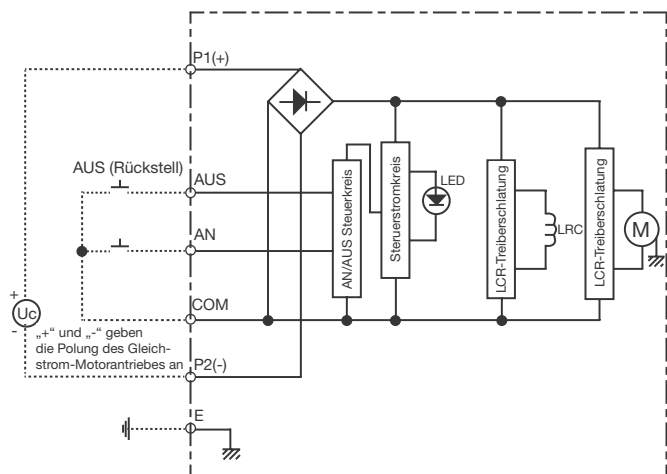 P1(+)
AUS (Rückstell)
AUS
AN
COM
+
Uc
-
„+“ und „-“ geben
die Polung des Gleich-
strom-Motorantriebes an
P2(-)
E
AN/AUS Steuerkreis
Steruerstromkreis
LED
LCR-Treiberschlatung
LRC
LCR-Treiberschlatung
M